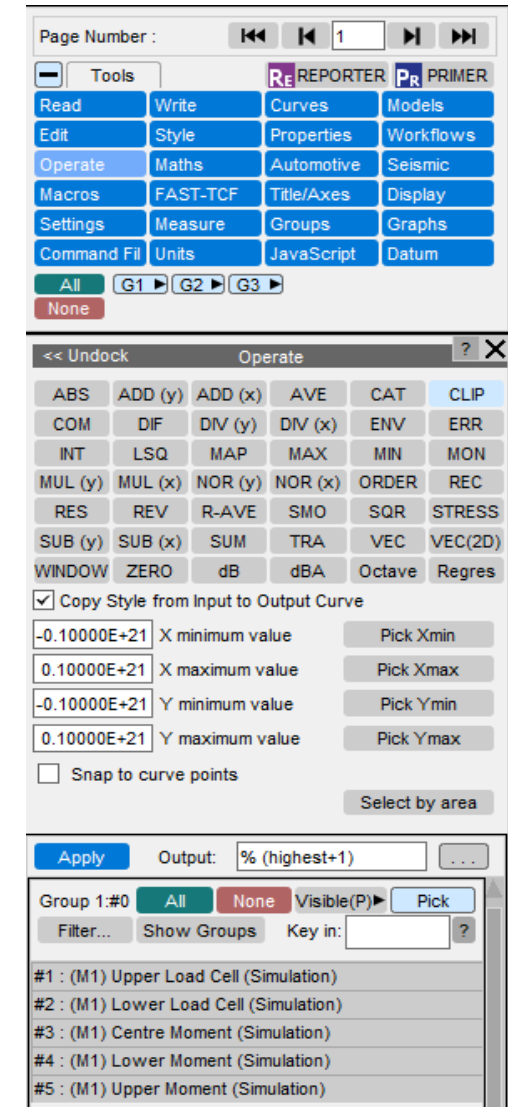 Page Number : 1
Tools RE REPORTER PR PRIMER
Read Write Curves Models
Edit Style Properties Workflows
Operate Maths Automotive Seismic
Macros FAST-TCF Title/Axes Display
Settings Measure Groups Graphs
Command Fil Units JavaScript Datum
All G1 G2 G3
None
<< Undock Operate ? X
ABS ADD (y) ADD (x) AVE CAT CLIP
COM DIF DIV (y) DIV (x) ENV ERR
INT LSQ MAP MAX MIN MON
MUL (y) MUL (x) NOR (y) NOR (x) ORDER REC
RES REV R-AVE SMO SQR STRESS
SUB (y) SUB (x) SUM TRA VEC VEC(2D)
WINDOW ZERO dB dBA Octave Regres
Copy Style from Input to Output Curve
-0.10000E+21 X minimum value Pick Xmin
0.10000E+21 X maximum value Pick Xmax
-0.10000E+21 Y minimum value Pick Ymin
0.10000E+21 Y maximum value Pick Ymax
Snap to curve points
Select by area
Apply Output: % (highest+1) ...
Group 1:#0 All None Visible(P) Pick
Filter... Show Groups Key in: ?
#1 : (M1) Upper Load Cell (Simulation)
#2 : (M1) Lower Load Cell (Simulation)
#3 : (M1) Centre Moment (Simulation)
#4 : (M1) Lower Moment (Simulation)
#5 : (M1) Upper Moment (Simulation)